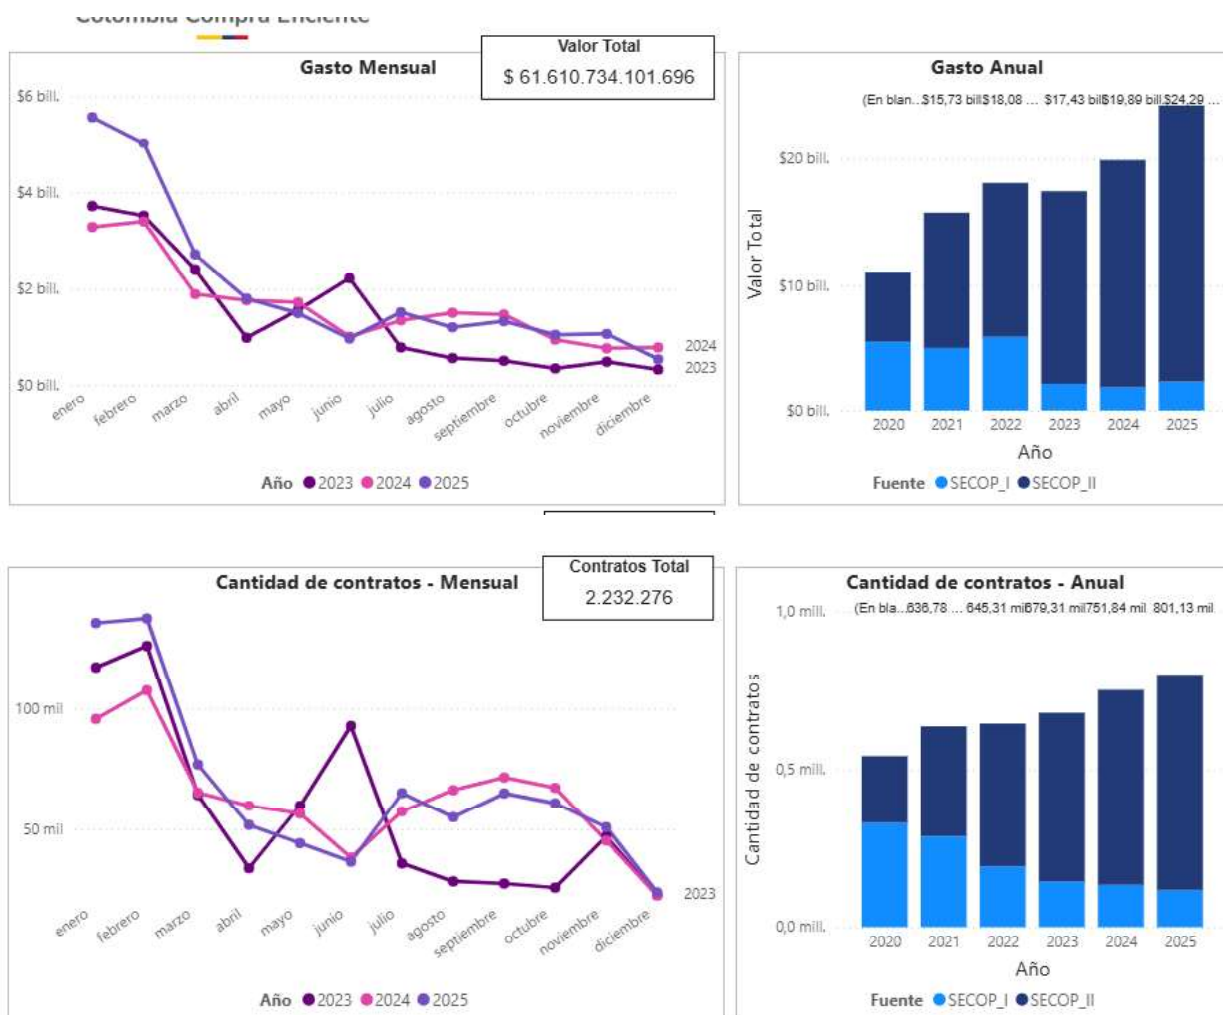 Colombia Compra Eficiente
Valor Total
$ 61.610.734.101.696
Gasto Mensual
$6 bill.
$4 bill.
$2 bill.
$0 bill.
2024
2023
enero
febrero
marzo
abril
mayo
junio
julio
agosto
septiembre
octubre
noviembre
diciembre
Año 2023 2024 2025
Gasto Anual
(En blan... $15,73 bill. $18,08 ... $17,43 bill. $19,89 bill. $24,29 ...
$20 bill.
$10 bill.
$0 bill.
Valor Total
2020 2021 2022 2023 2024 2025
Año
Fuente SECOP_I SECOP_II
Contratos Total
2.232.276
Cantidad de contratos - Mensual
100 mil
50 mil
2023
enero
febrero
marzo
abril
mayo
junio
julio
agosto
septiembre
octubre
noviembre
diciembre
Año 2023 2024 2025
Cantidad de contratos - Anual
(En bla... 636,78 ... 645,31 mil 679,31 mil 751,84 mil 801,13 mil
1,0 mill.
0,5 mill.
0,0 mill.
Cantidad de contratos
2020 2021 2022 2023 2024 2025
Año
Fuente SECOP_I SECOP_II